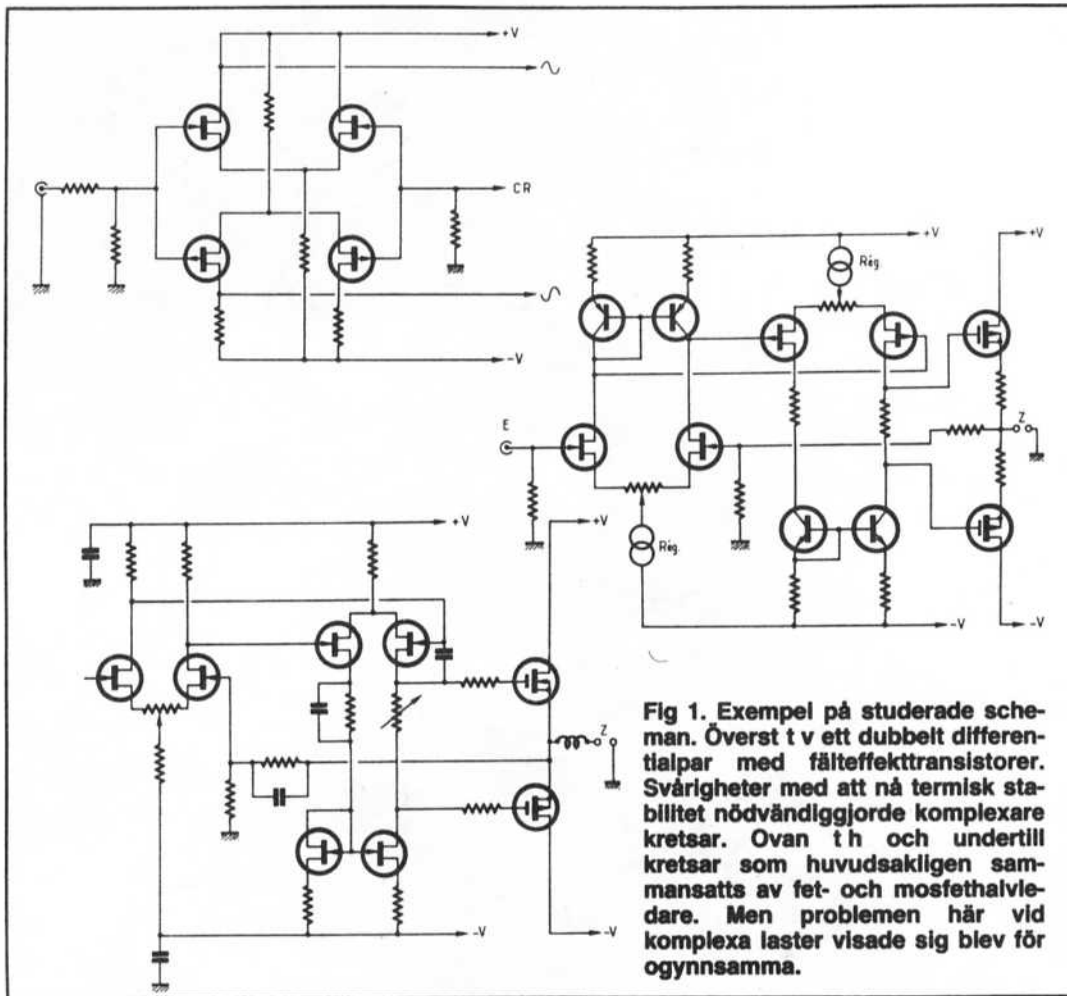 +V
∿
CR
∿
-V
+V
Rég.
+V
E
Z
Rég.
-V
-V
+V
+V
Z
-V
-V
Fig 1. Exempel på studerade sche-
man. Överst t v ett dubbelt differen-
tialpar med fälteffekttransistorer.
Svårigheter med att nå termisk sta-
bilitet nödvändiggjorde komplexare
kretsar. Ovan t h och undertill
kretsar som huvudsakligen sam-
mansatts av fet- och mosfethalvle-
dare. Men problemen här vid
komplexa laster visade sig blev för
ogynnsamma.